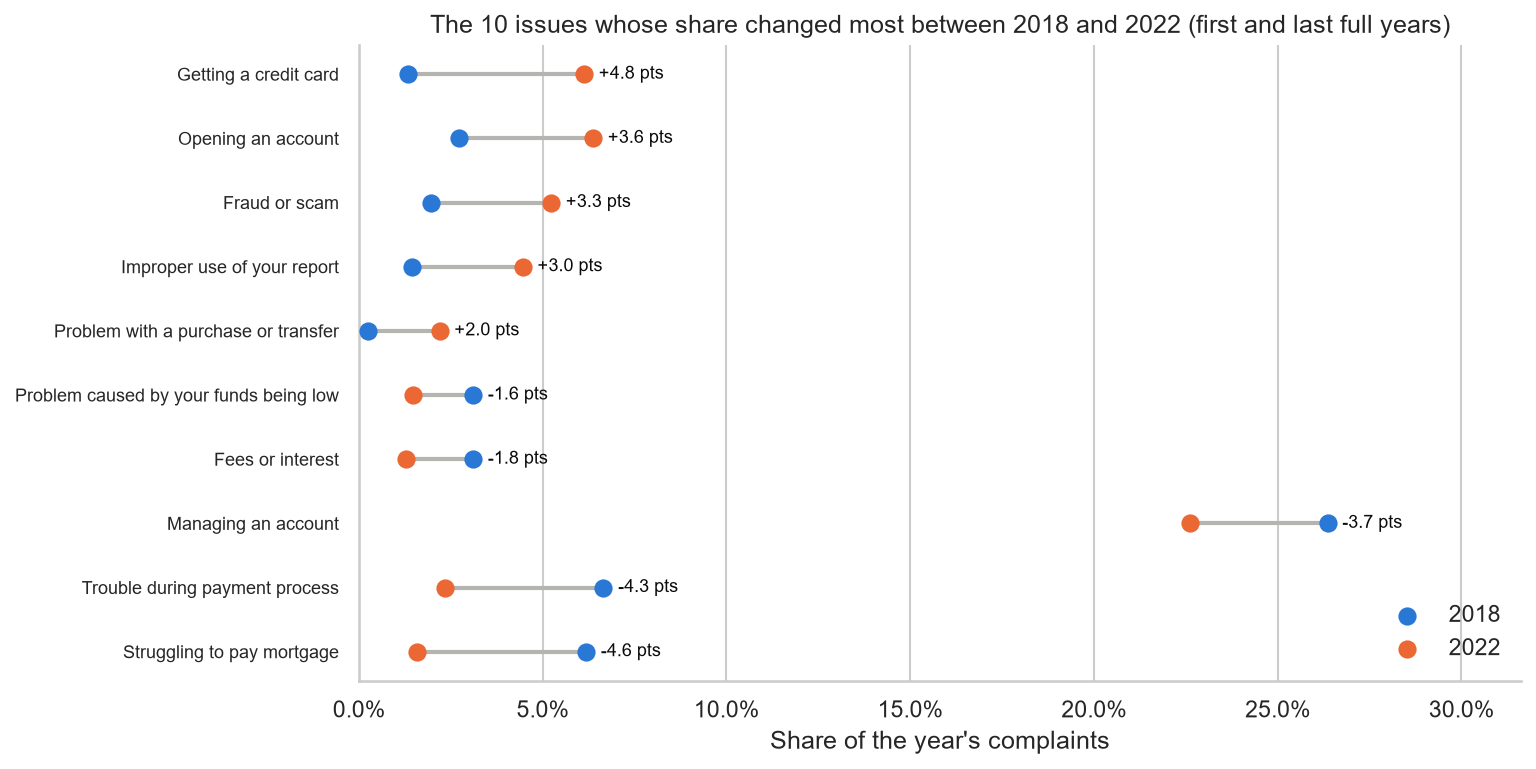 The 10 issues whose share changed most between 2018 and 2022 (first and last full years)
Getting a credit card +4.8 pts
Opening an account +3.6 pts
Fraud or scam +3.3 pts
Improper use of your report +3.0 pts
Problem with a purchase or transfer +2.0 pts
Problem caused by your funds being low -1.6 pts
Fees or interest -1.8 pts
Managing an account -3.7 pts
Trouble during payment process -4.3 pts
2018
2022
Struggling to pay mortgage -4.6 pts
0.0% 5.0% 10.0% 15.0% 20.0% 25.0% 30.0%
Share of the year's complaints